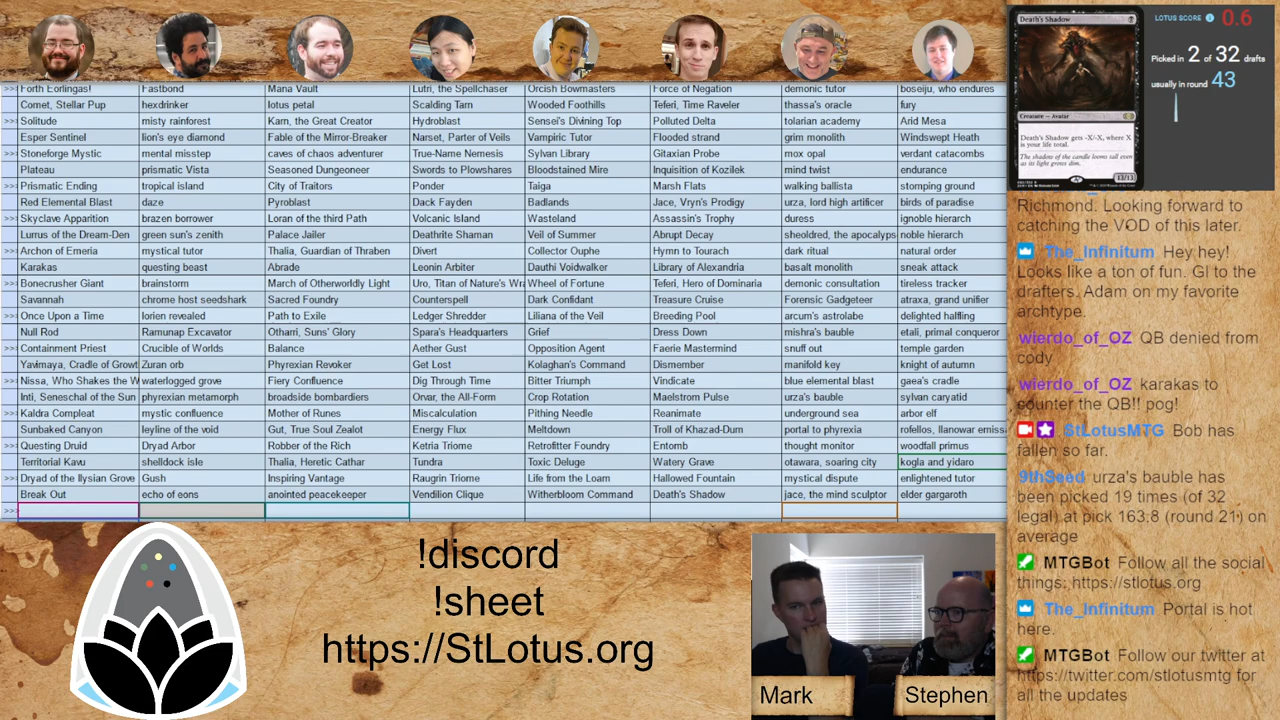 >>> Forth Eorlingas! Fastbond Mana Vault Lutri, the Spellchaser Orcish Bowmasters Force of Negation demonic tutor boseiju, who endures
Comet, Stellar Pup hexdrinker lotus petal Scalding Tarn Wooded Foothills Teferi, Time Raveler thassa's oracle fury
>>> Solitude misty rainforest Karn, the Great Creator Hydroblast Sensei's Divining Top Polluted Delta tolarian academy Arid Mesa
Esper Sentinel lion's eye diamond Fable of the Mirror-Breaker Narset, Parter of Veils Vampiric Tutor Flooded strand grim monolith Windswept Heath
>>> Stoneforge Mystic mental misstep caves of chaos adventurer True-Name Nemesis Sylvan Library Gitaxian Probe mox opal verdant catacombs
Plateau prismatic Vista Seasoned Dungeoneer Swords to Plowshares Bloodstained Mire Inquisition of Kozilek mind twist endurance
>>> Prismatic Ending tropical island City of Traitors Ponder Taiga Marsh Flats walking ballista stomping ground
Red Elemental Blast daze Pyroblast Dack Fayden Badlands Jace, Vryn's Prodigy urza, lord high artificer birds of paradise
>>> Skyclave Apparition brazen borrower Loran of the third Path Volcanic Island Wasteland Assassin's Trophy duress ignoble hierarch
Lurrus of the Dream-Den green sun's zenith Palace Jailer Deathrite Shaman Veil of Summer Abrupt Decay sheoldred, the apocalyps noble hierarch
>>> Archon of Emeria mystical tutor Thalia, Guardian of Thraben Divert Collector Ouphe Hymn to Tourach dark ritual natural order
Karakas questing beast Abrade Leonin Arbiter Dauthi Voidwalker Library of Alexandria basalt monolith sneak attack
>>> Bonecrusher Giant brainstorm March of Otherworldly Light Uro, Titan of Nature's Wra Wheel of Fortune Teferi, Hero of Dominaria demonic consultation tireless tracker
Savannah chrome host seedshark Sacred Foundry Counterspell Dark Confidant Treasure Cruise Forensic Gadgeteer atraxa, grand unifier
>>> Once Upon a Time lorien revealed Path to Exile Ledger Shredder Liliana of the Veil Breeding Pool arcum's astrolabe delighted halfling
Null Rod Ramunap Excavator Otharri, Suns' Glory Spara's Headquarters Grief Dress Down mishra's bauble etali, primal conqueror
>>> Containment Priest Crucible of Worlds Balance Aether Gust Opposition Agent Faerie Mastermind snuff out temple garden
Yavimaya, Cradle of Growt Zuran orb Phyrexian Revoker Get Lost Kolaghan's Command Dismember manifold key knight of autumn
>>> Nissa, Who Shakes the W waterlogged grove Fiery Confluence Dig Through Time Bitter Triumph Vindicate blue elemental blast gaea's cradle
Inti, Seneschal of the Sun phyrexian metamorph broadside bombardiers Orvar, the All-Form Crop Rotation Maelstrom Pulse urza's bauble sylvan caryatid
>>> Kaldra Compleat mystic confluence Mother of Runes Miscalculation Pithing Needle Reanimate underground sea arbor elf
Sunbaked Canyon leyline of the void Gut, True Soul Zealot Energy Flux Meltdown Troll of Khazad-Dum portal to phyrexia rofellos, llanowar emissa
>>> Questing Druid Dryad Arbor Robber of the Rich Ketria Triome Retrofitter Foundry Entomb thought monitor woodfall primus
Territorial Kavu shelldock isle Thalia, Heretic Cathar Tundra Toxic Deluge Watery Grave otawara, soaring city kogla and yidaro
>>> Dryad of the Ilysian Grove Gush Inspiring Vantage Raugrin Triome Life from the Loam Hallowed Fountain mystical dispute enlightened tutor
Break Out echo of eons anointed peacekeeper Vendilion Clique Witherbloom Command Death's Shadow jace, the mind sculptor elder gargaroth
>>>
!discord
!sheet
https://StLotus.org
Mark
Stephen
Death's Shadow
Creature — Avatar
Death's Shadow gets -X/-X, where X
is your life total.
The shadow of the candle looms tall even
as its light grows dim.
13/13
LOTUS SCORE 0.6
Picked in 2 of 32 drafts
usually in round 43
Richmond. Looking forward to
catching the VOD of this later.
The_Infinitum Hey hey!
Looks like a ton of fun. Gl to the
drafters. Adam on my favorite
archtype.
wierdo_of_OZ QB denied from
cody
wierdo_of_OZ karakas to
counter the QB!! pog!
StLotusMTG Bob has
fallen so far.
9thSeed urza's bauble has
been picked 19 times (of 32
legal) at pick 163.8 (round 21) on
average
MTGBot Follow all the social
things: https://stlotus.org
The_Infinitum Portal is hot
here.
MTGBot Follow our twitter at
https://twitter.com/stlotusmtg for
all the updates